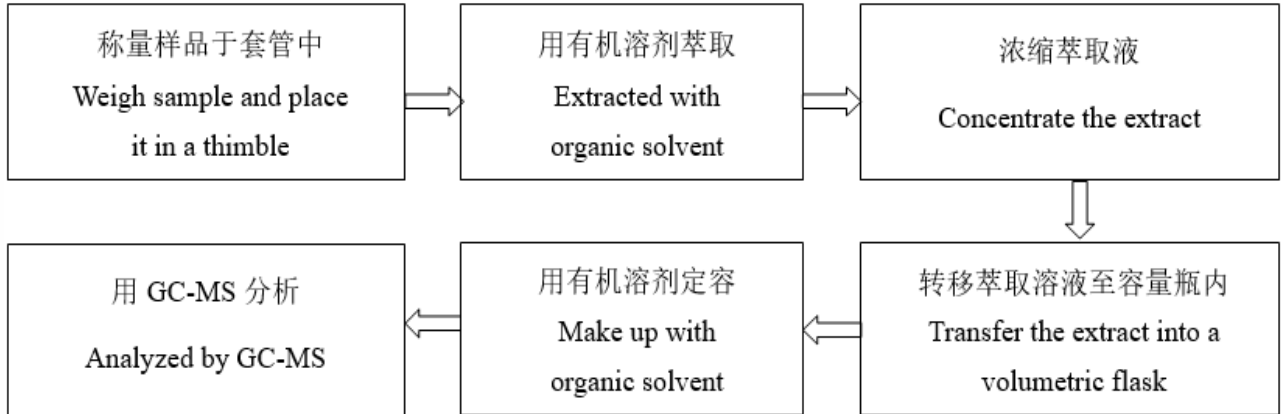 称量样品于套管中
Weigh sample and place
it in a thimble
用有机溶剂萃取
Extracted with
organic solvent
浓缩萃取液
Concentrate the extract
转移萃取溶液至容量瓶内
Transfer the extract into a
volumetric flask
用有机溶剂定容
Make up with
organic solvent
用 GC-MS 分析
Analyzed by GC-MS